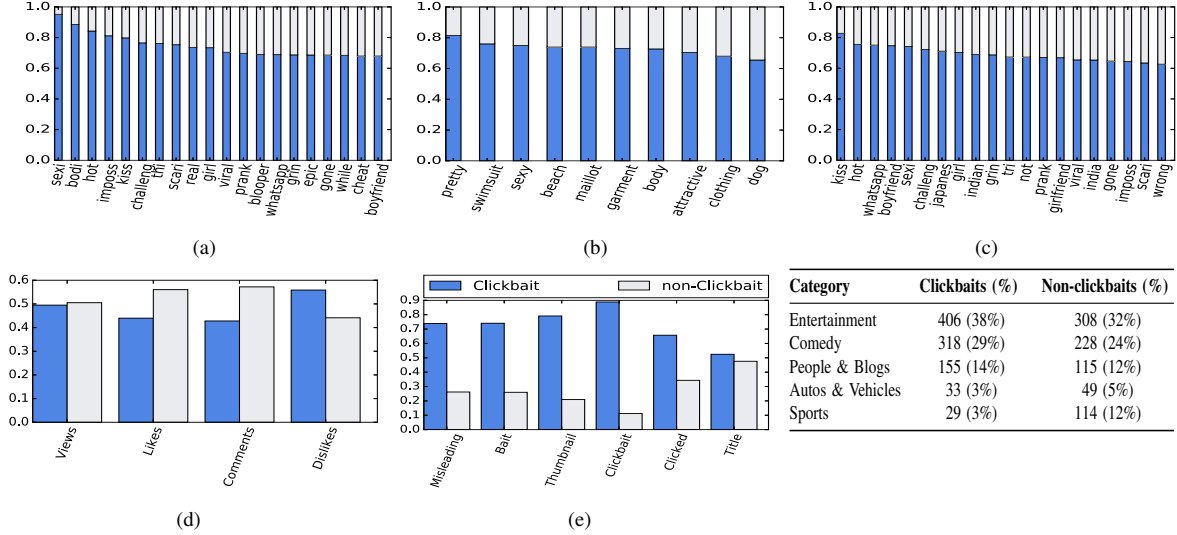 1.0
0.8
0.6
0.4
0.2
0.0
sexi
bodi
hot
imposs
kiss
challeng
tri
scari
real
girl
viral
prank
blooper
whatsapp
grin
epic
gone
while
cheat
boyfriend
(a)
1.0
0.8
0.6
0.4
0.2
0.0
pretty
swimsuit
sexy
beach
maillot
garment
body
attractive
clothing
dog
(b)
1.0
0.8
0.6
0.4
0.2
0.0
kiss
hot
whatsapp
boyfriend
sexi
challeng
japanes
girl
indian
grin
tri
not
prank
girlfriend
viral
india
gone
imposs
scari
wrong
(c)
0.6
0.5
0.4
0.3
0.2
0.1
0.0
Views
Likes
Comments
Dislikes
(d)
Clickbait non-Clickbait
0.9
0.8
0.7
0.6
0.5
0.4
0.3
0.2
0.1
0.0
Misleading
Bait
Thumbnail
Clickbait
Clicked
Title
(e)
Category Clickbaits (%) Non-clickbaits (%)
Entertainment 406 (38%) 308 (32%)
Comedy 318 (29%) 228 (24%)
People & Blogs 155 (14%) 115 (12%)
Autos & Vehicles 33 (3%) 49 (5%)
Sports 29 (3%) 114 (12%)